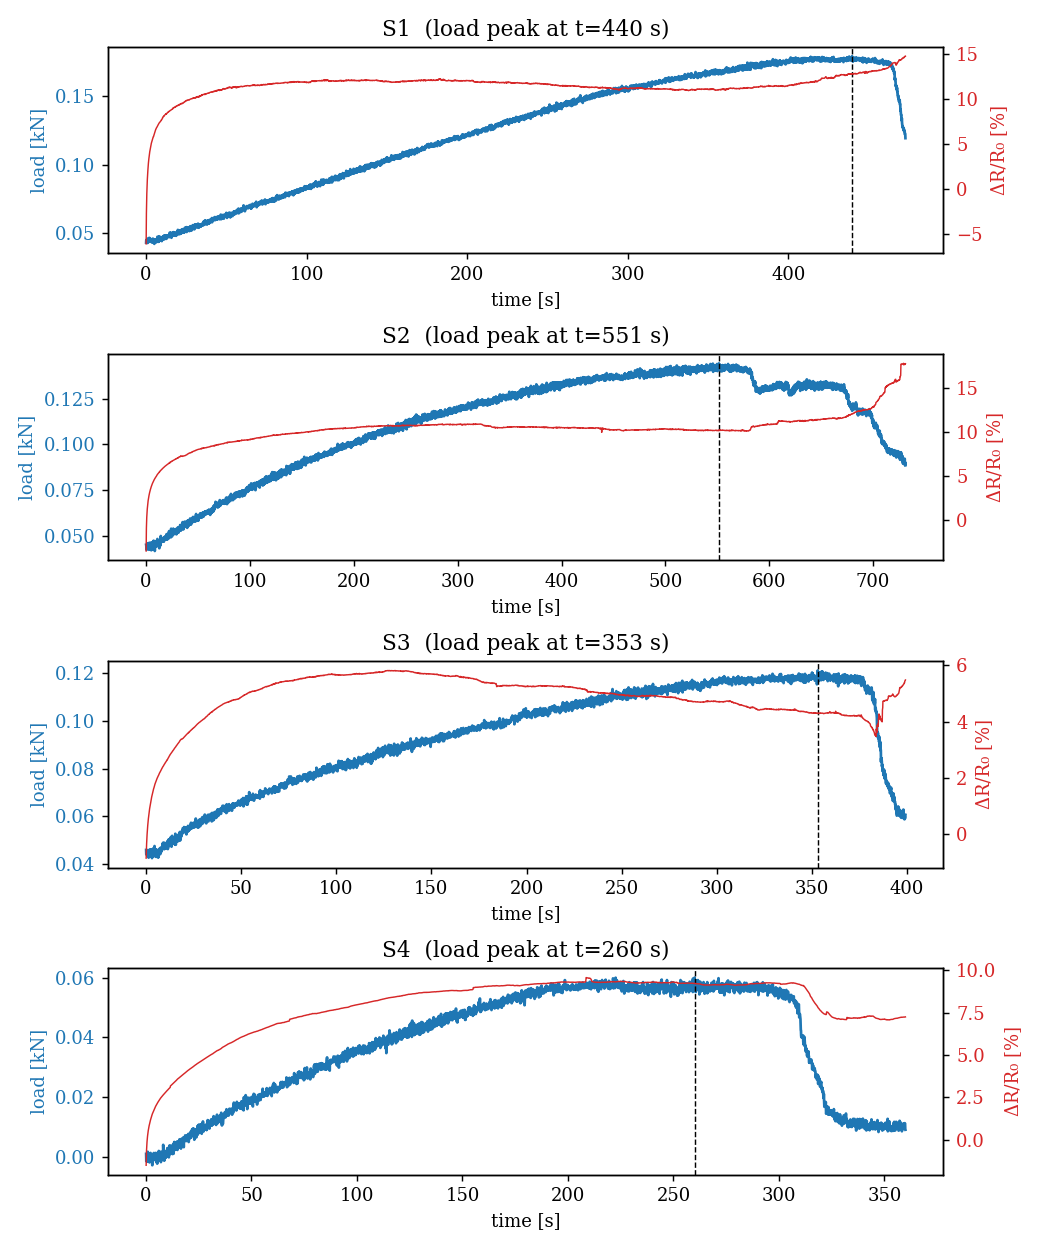 S1  (load peak at t=440 s)
load [kN]
0.15
0.10
0.05
15
10
5
0
−5
ΔR/R₀ [%]
0 100 200 300 400
time [s]
S2  (load peak at t=551 s)
load [kN]
0.125
0.100
0.075
0.050
15
10
5
0
ΔR/R₀ [%]
0 100 200 300 400 500 600 700
time [s]
S3  (load peak at t=353 s)
load [kN]
0.12
0.10
0.08
0.06
0.04
6
4
2
0
ΔR/R₀ [%]
0 50 100 150 200 250 300 350 400
time [s]
S4  (load peak at t=260 s)
load [kN]
0.06
0.04
0.02
0.00
10.0
7.5
5.0
2.5
0.0
ΔR/R₀ [%]
0 50 100 150 200 250 300 350
time [s]